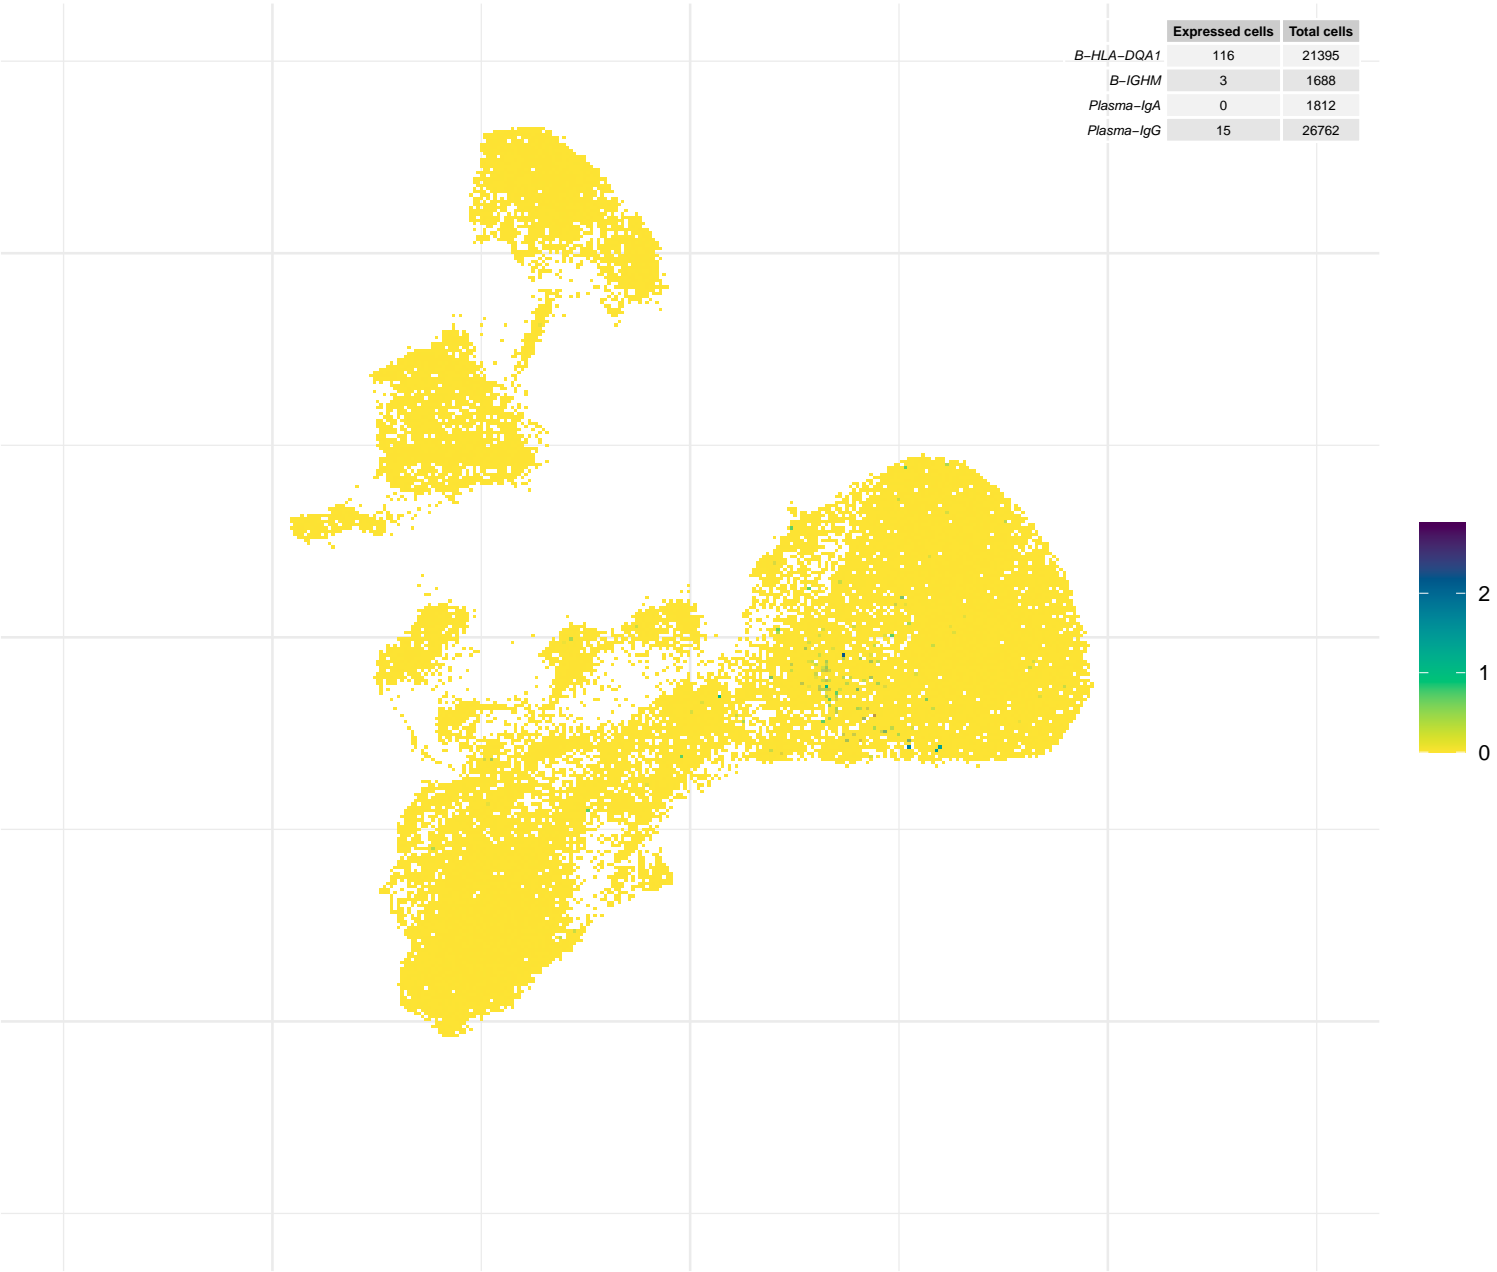 Expressed cells Total cells
B−HLA−DQA1 116 21395
B−IGHM 3 1688
Plasma−IgA 0 1812
Plasma−IgG 15 26762
2
1
0